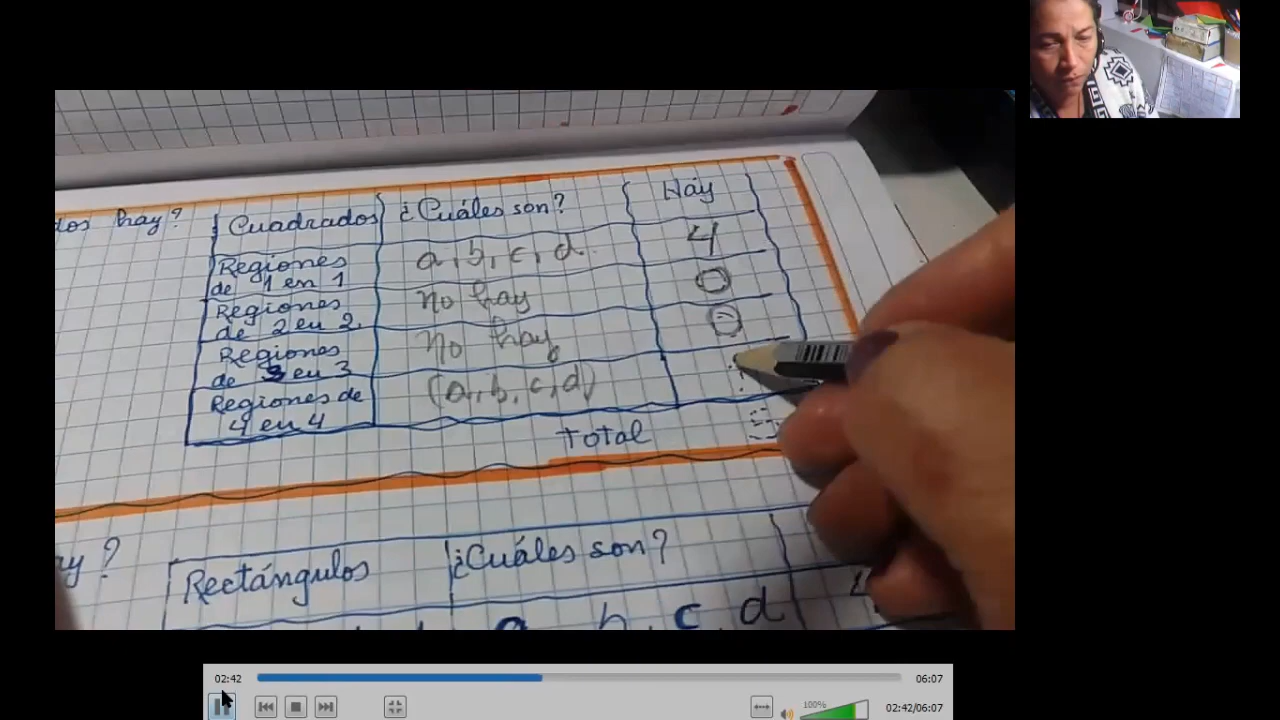 dos hay?
Cuadrados
¿Cuáles son?
Hay
Regiones
de 1 en 1
a, b, c, d
4
Regiones
de 2 en 2
no hay
0
Regiones
de 3 en 3
No hay
0
Regiones de
4 en 4
(a, b, c, d)
Total
ay?
Rectángulos
¿Cuáles son?
a, b, c, d
02:42
06:07
100%
02:42/06:07